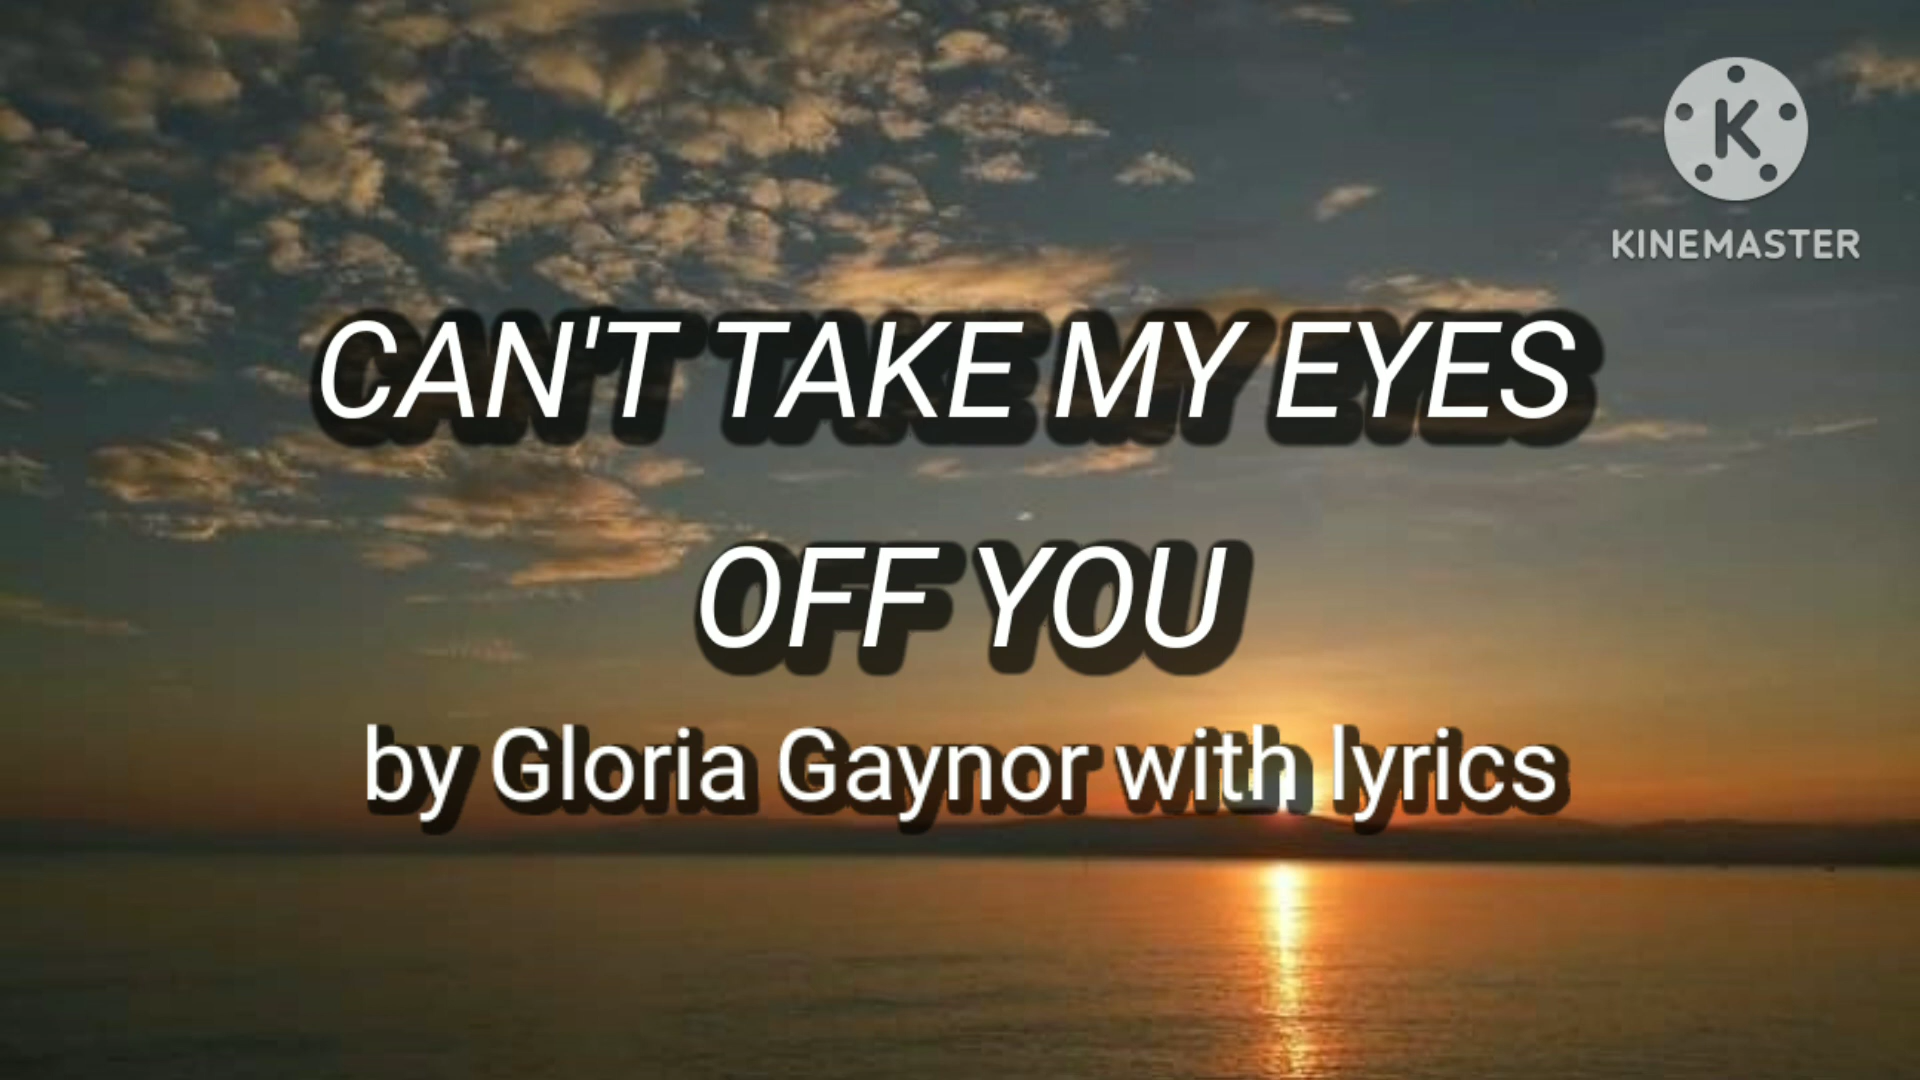 K
KINEMASTER
CAN'T TAKE MY EYES
OFF YOU
by Gloria Gaynor with lyrics